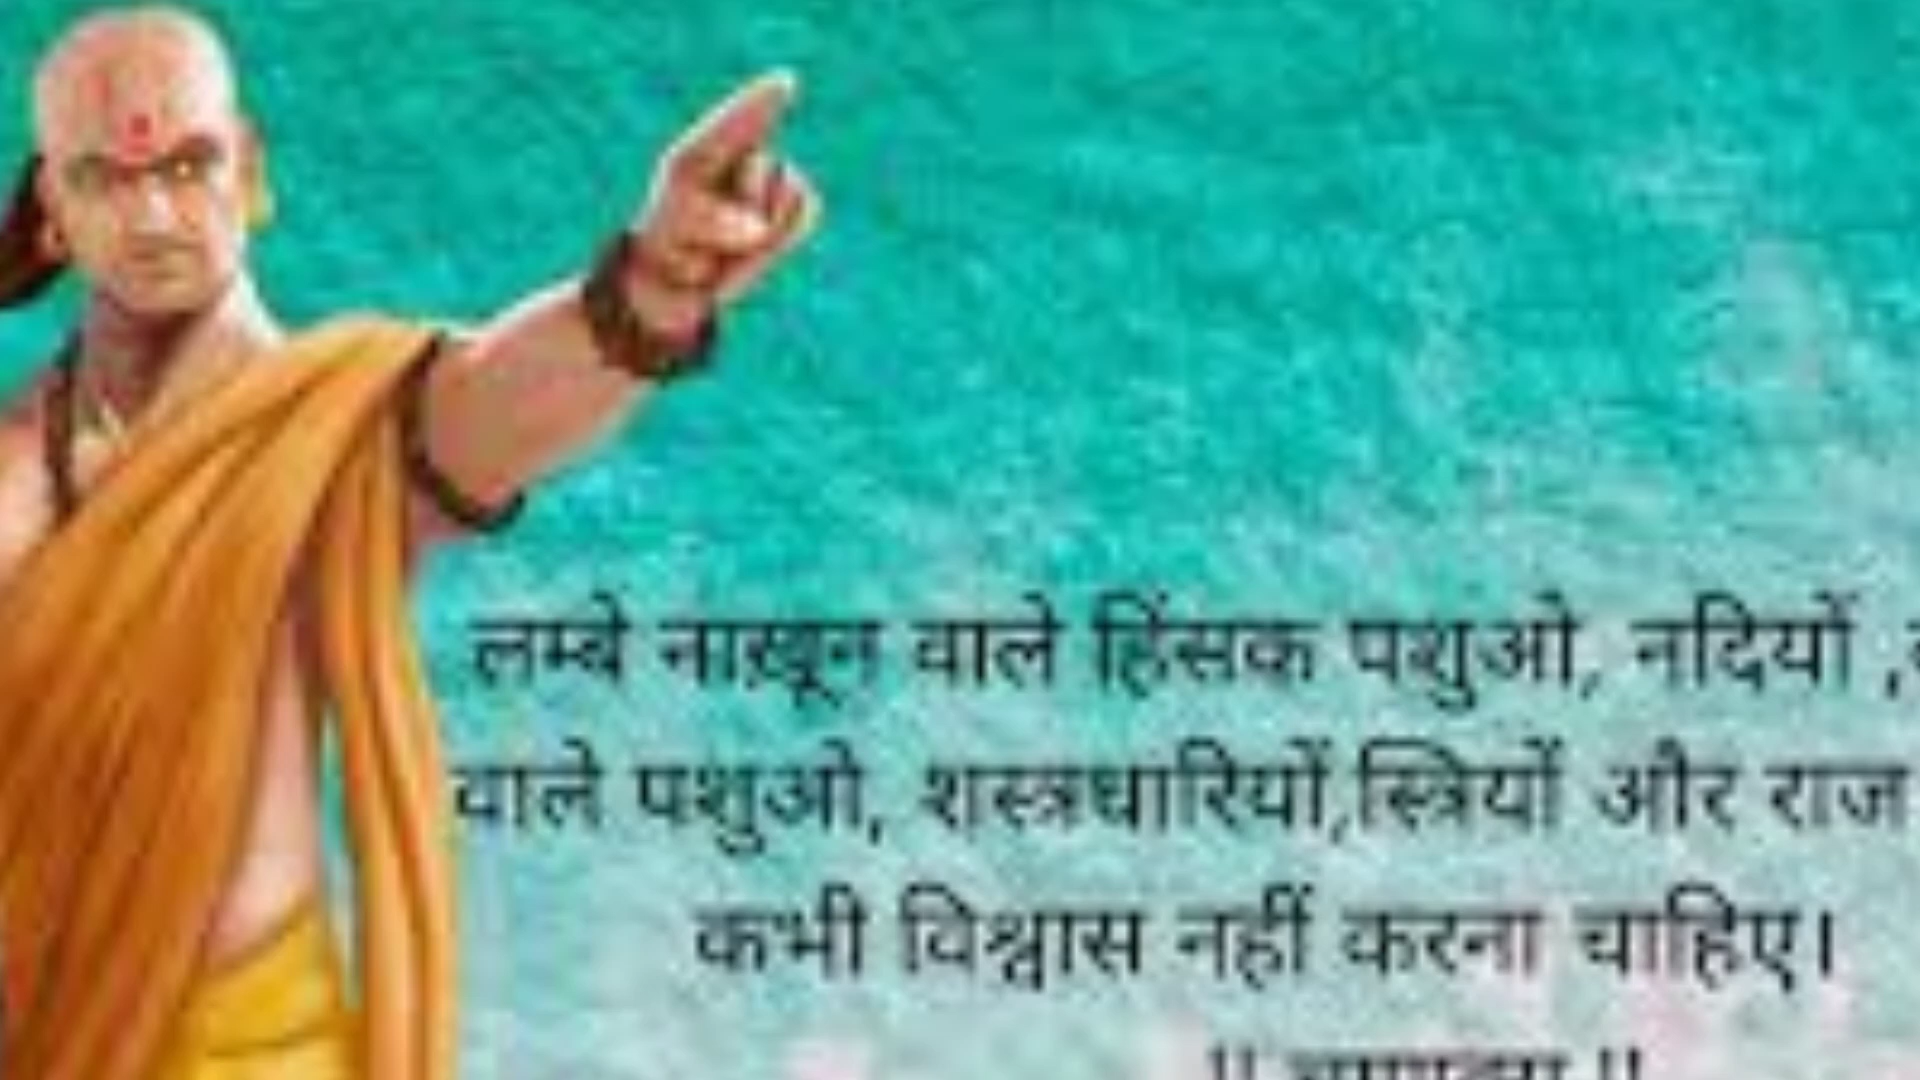 लम्बे नाख़ून वाले हिंसक पशुओ, नदियों ,
वाले पशुओ, शस्त्रधारियों,स्त्रियों और राज
कभी विश्वास नहीं करना चाहिए।